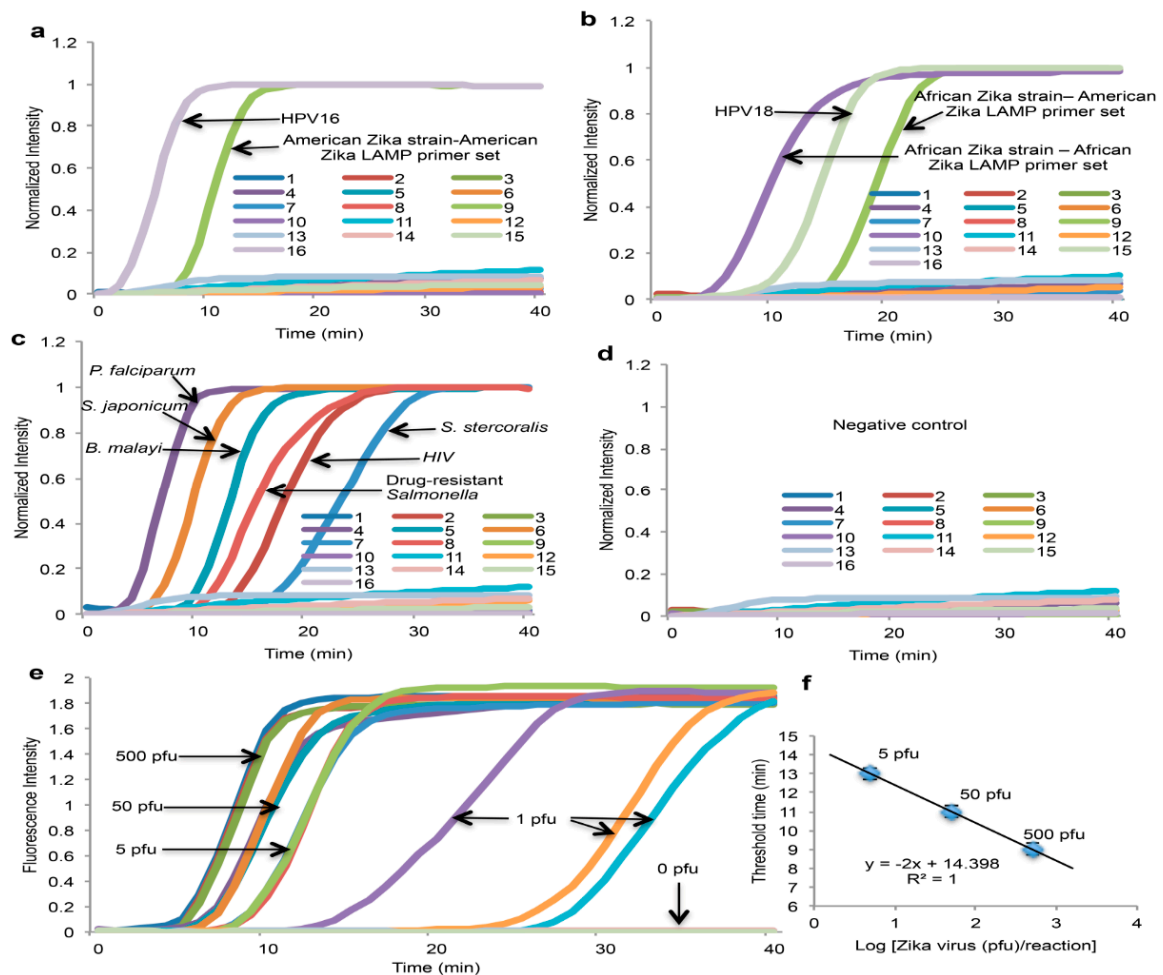 a
1.2
1
0.8
0.6
0.4
0.2
0
Normalized Intensity
HPV16
American Zika strain-American
Zika LAMP primer set
1 2 3
4 5 6
7 8 9
10 11 12
13 14 15
16
0 10 20 30 40
Time (min)
b
1.2
1
0.8
0.6
0.4
0.2
0
Normalized Intensity
HPV18
African Zika strain– American
Zika LAMP primer set
African Zika strain – African
Zika LAMP primer set
1 2 3
4 5 6
7 8 9
10 11 12
13 14 15
16
0 10 20 30 40
Time (min)
c
1.2
1
0.8
0.6
0.4
0.2
0
Normalized Intensity
P. falciparum
S. japonicum
B. malayi
S. stercoralis
HIV
Drug-resistant
Salmonella
1 2 3
4 5 6
7 8 9
10 11 12
13 14 15
16
0 10 20 30 40
Time (min)
d
1.2
1
0.8
0.6
0.4
0.2
0
Normalized Intensity
Negative control
1 2 3
4 5 6
7 8 9
10 11 12
13 14 15
16
0 10 20 30 40
Time (min)
e
2
1.8
1.6
1.4
1.2
1
0.8
0.6
0.4
0.2
0
Fluorescence Intensity
500 pfu
50 pfu
5 pfu
1 pfu
0 pfu
0 10 20 30 40
Time (min)
f
15
14
13
12
11
10
9
8
7
6
Threshold time (min)
5 pfu
50 pfu
500 pfu
y = -2x + 14.398
R² = 1
0 1 2 3 4
Log [Zika virus (pfu)/reaction]